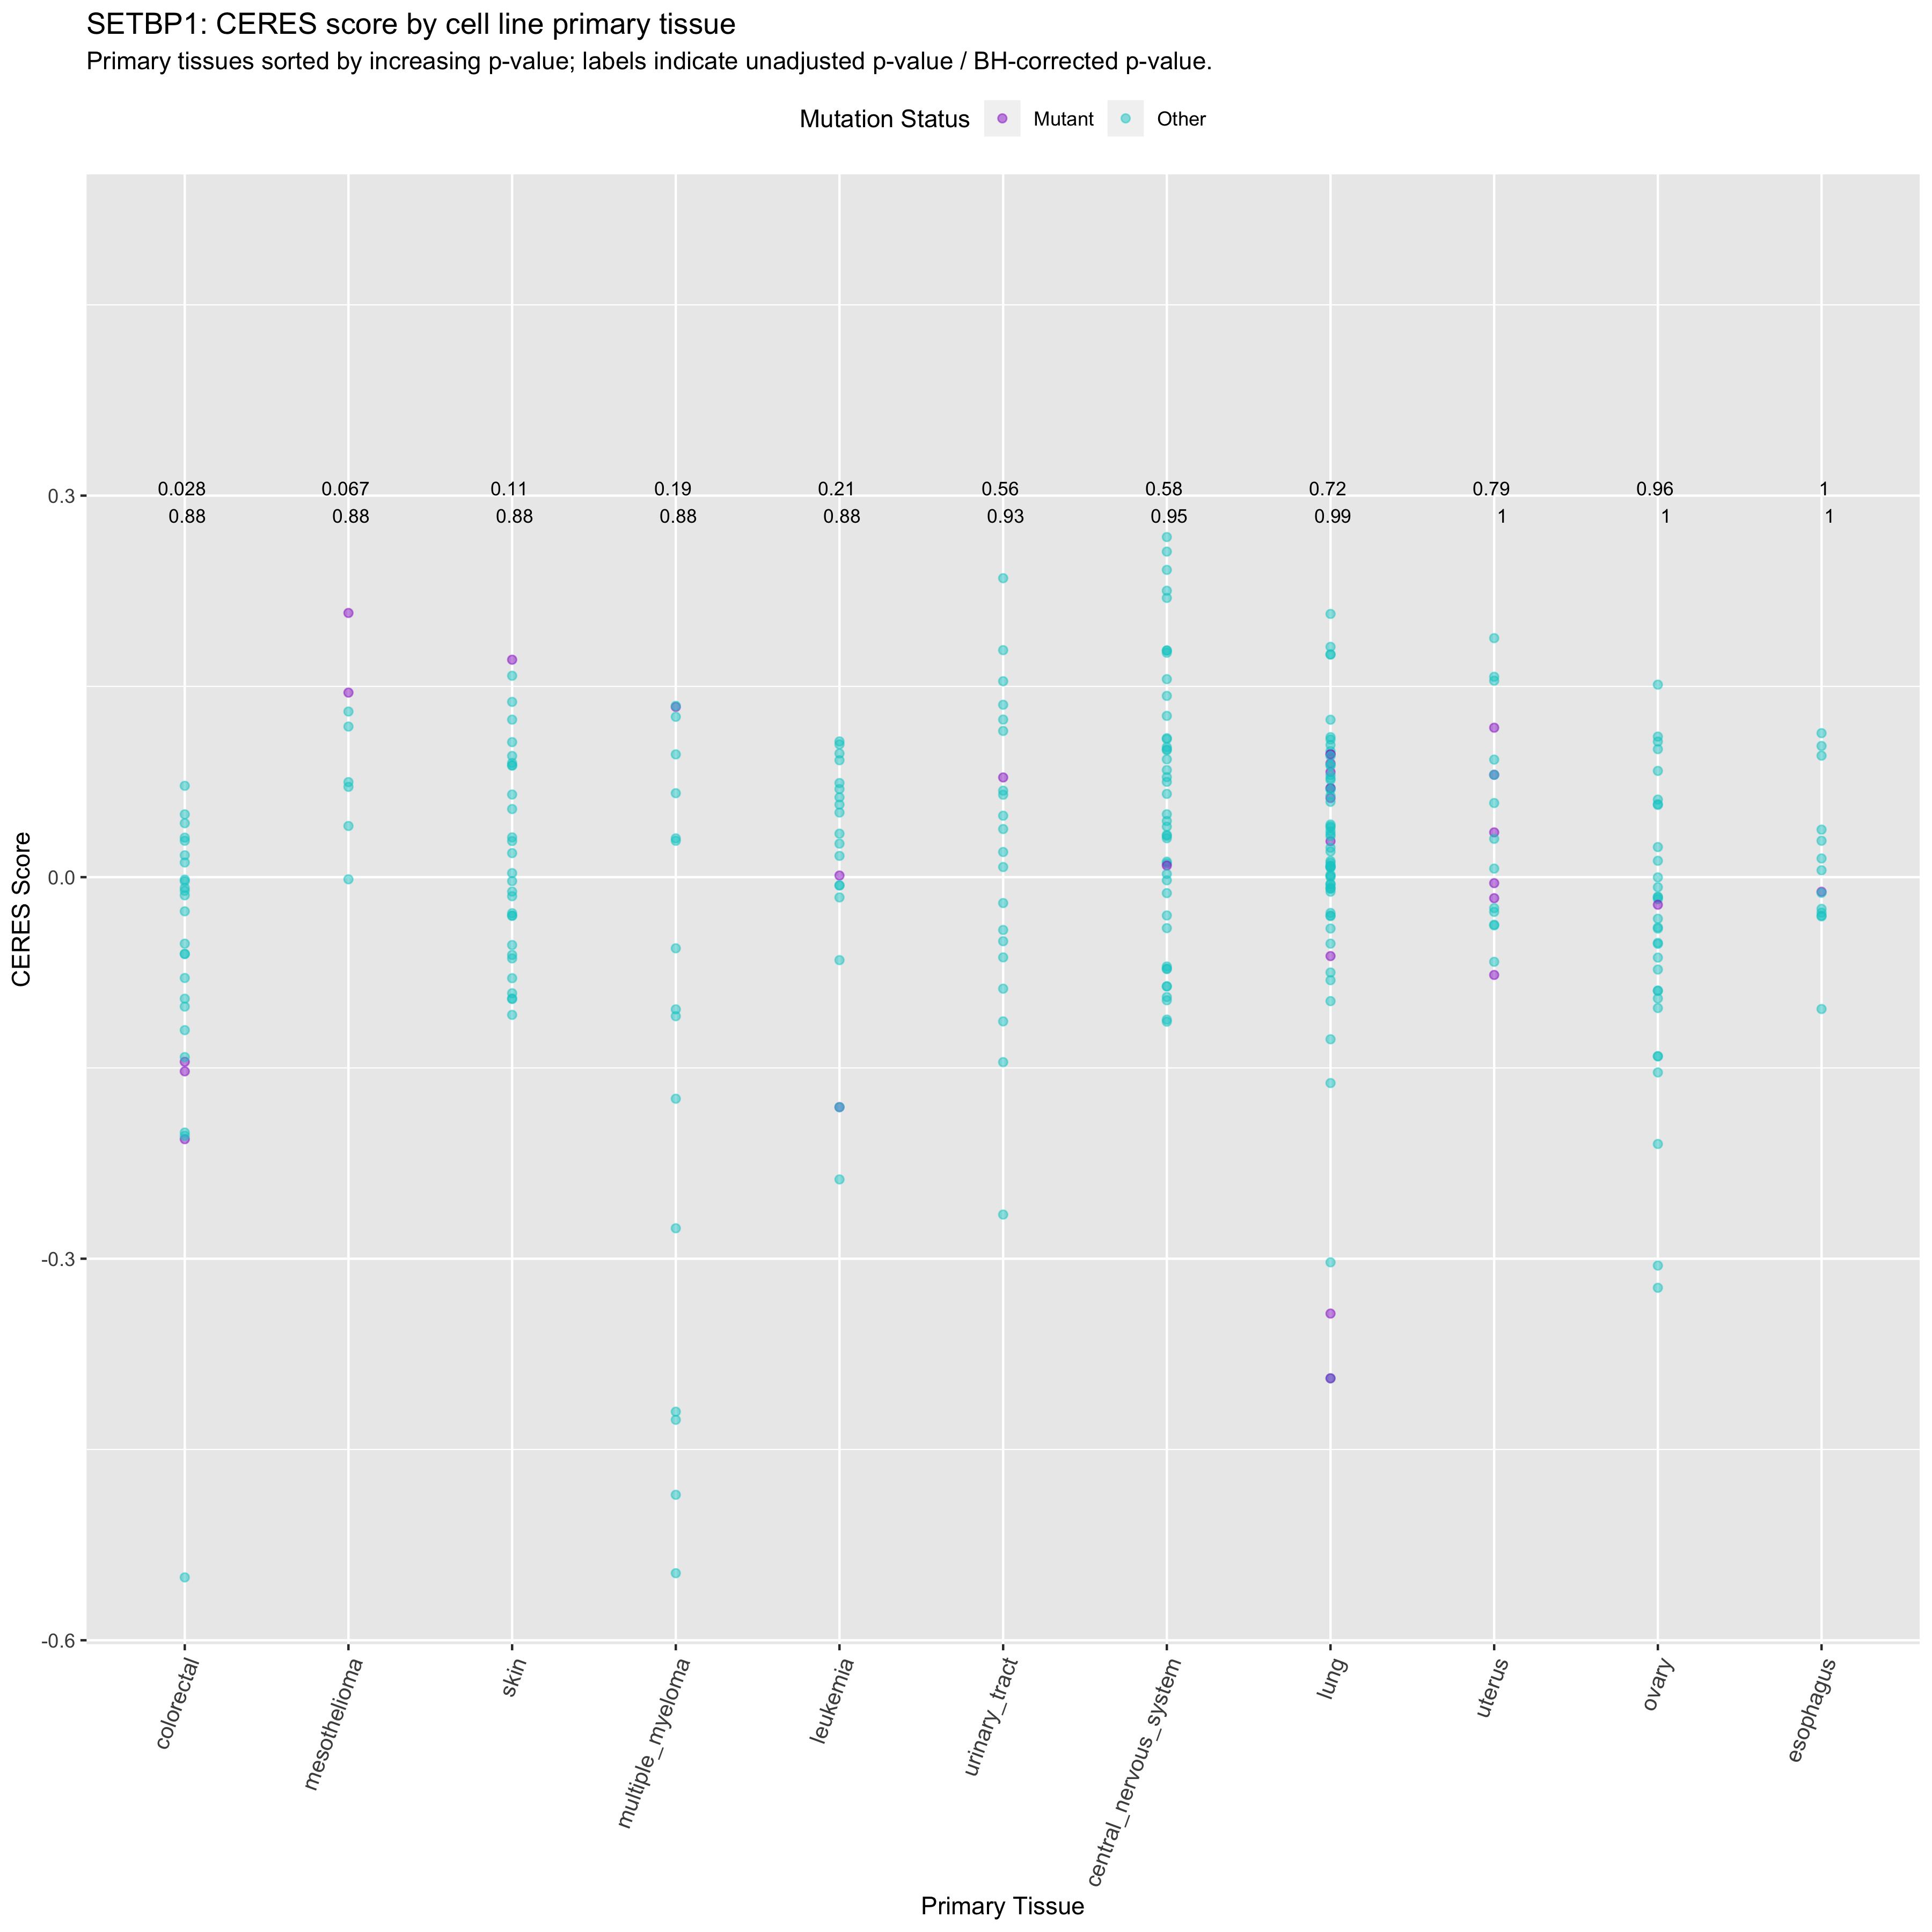 SETBP1: CERES score by cell line primary tissue
Primary tissues sorted by increasing p-value; labels indicate unadjusted p-value / BH-corrected p-value.
Mutation Status Mutant Other
0.3
0.028 0.067 0.11 0.19 0.21 0.56 0.58 0.72 0.79 0.96 1
0.88 0.88 0.88 0.88 0.88 0.93 0.95 0.99 1 1 1
0.0
CERES Score
-0.3
-0.6
colorectal
mesothelioma
skin
multiple_myeloma
leukemia
urinary_tract
central_nervous_system
lung
uterus
ovary
esophagus
Primary Tissue